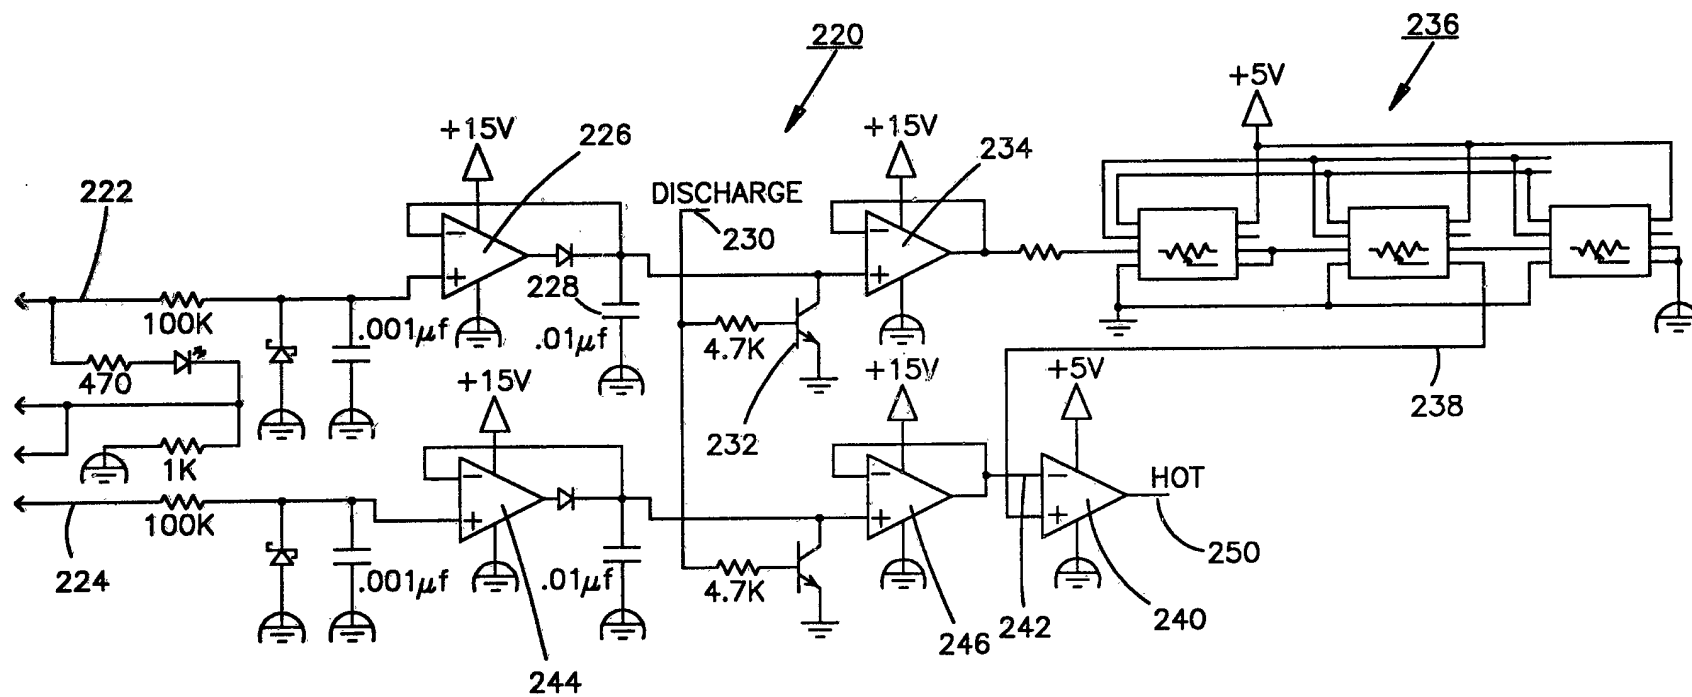 220
236
+5V
+15V
226
+15V
234
222
DISCHARGE
230
228
100K
.001μf
.01μf
4.7K
470
+15V
+15V
+5V
238
232
1K
HOT
100K
250
224
.001μf
.01μf
4.7K
242
240
246
244